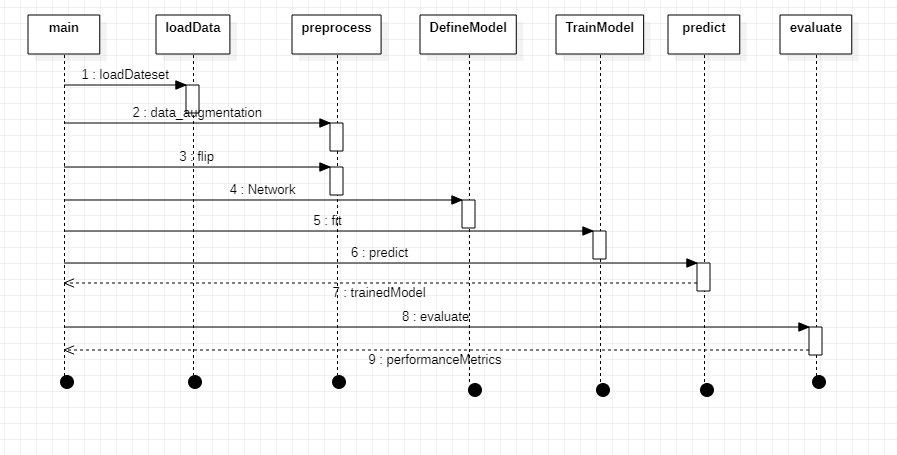 main loadData preprocess DefineModel TrainModel predict evaluate
1 : loadDateset
2 : data_augmentation
3 : flip
4 : Network
5 : fit
6 : predict
7 : trainedModel
8 : evaluate
9 : performanceMetrics